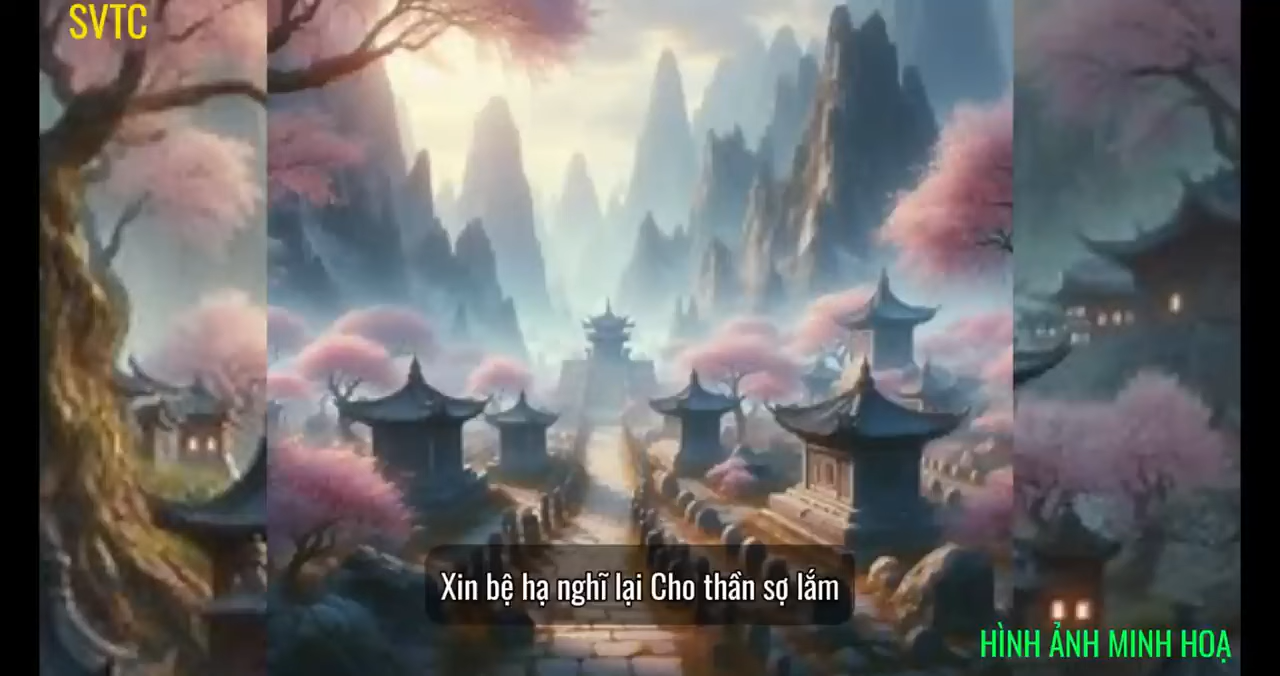 SVTC
Xin bệ hạ nghĩ lại Cho thần sợ lắm
HÌNH ẢNH MINH HOẠ